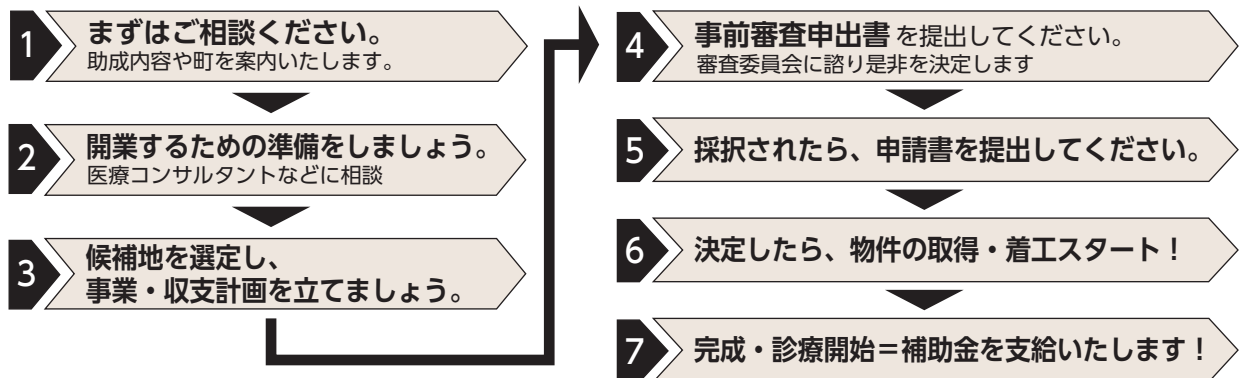 1
まずはご相談ください。
助成内容や町を案内いたします。
2
開業するための準備をしましょう。
医療コンサルタントなどに相談
3
候補地を選定し、
事業・収支計画を立てましょう。
4
事前審査申出書 を提出してください。
審査委員会に諮り是非を決定します
5
採択されたら、申請書を提出してください。
6
決定したら、物件の取得・着工スタート！
7
完成・診療開始＝補助金を支給いたします！